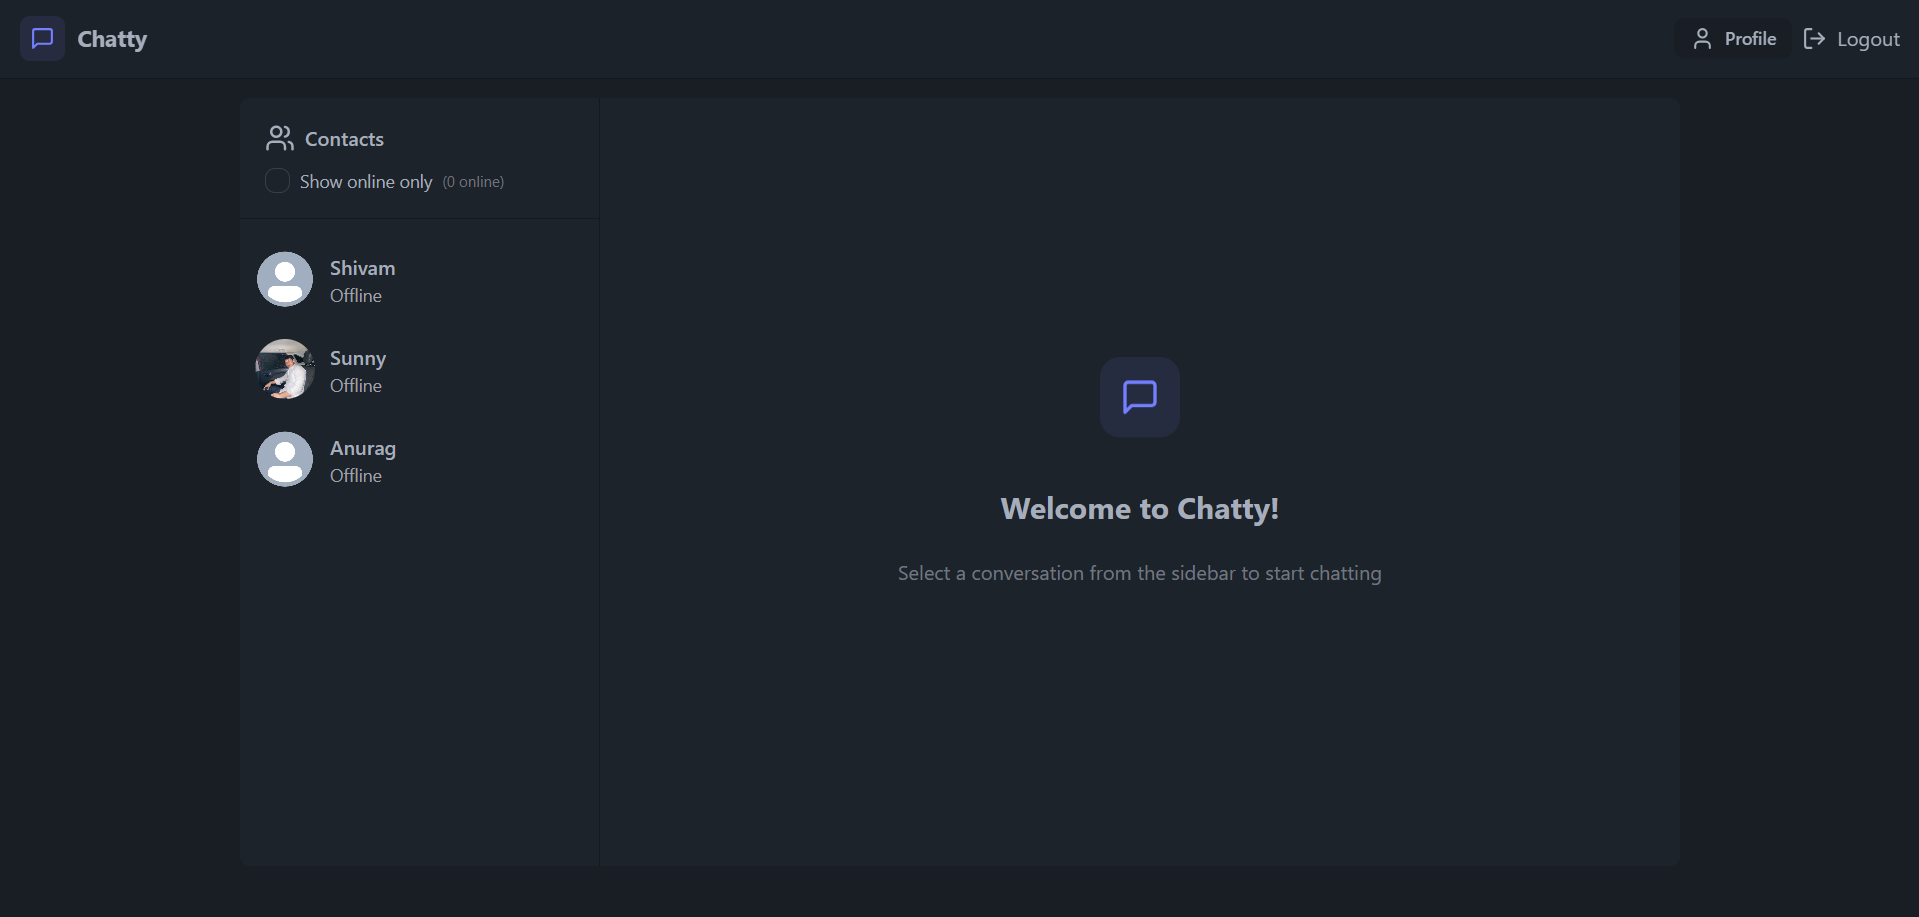 Chatty
Profile
Logout
Contacts
Show online only (0 online)
Shivam
Offline
Sunny
Offline
Anurag
Offline
Welcome to Chatty!
Select a conversation from the sidebar to start chatting